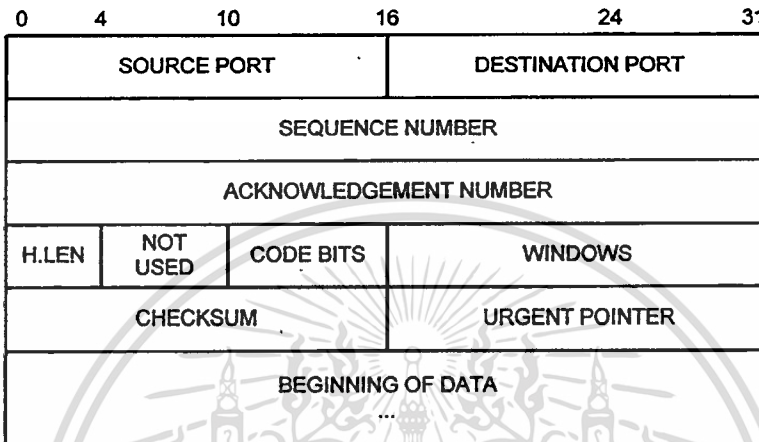 0 4 10 16 24 31
SOURCE PORT DESTINATION PORT
SEQUENCE NUMBER
ACKNOWLEDGEMENT NUMBER
H.LEN NOT USED CODE BITS WINDOWS
CHECKSUM URGENT POINTER
BEGINNING OF DATA
...